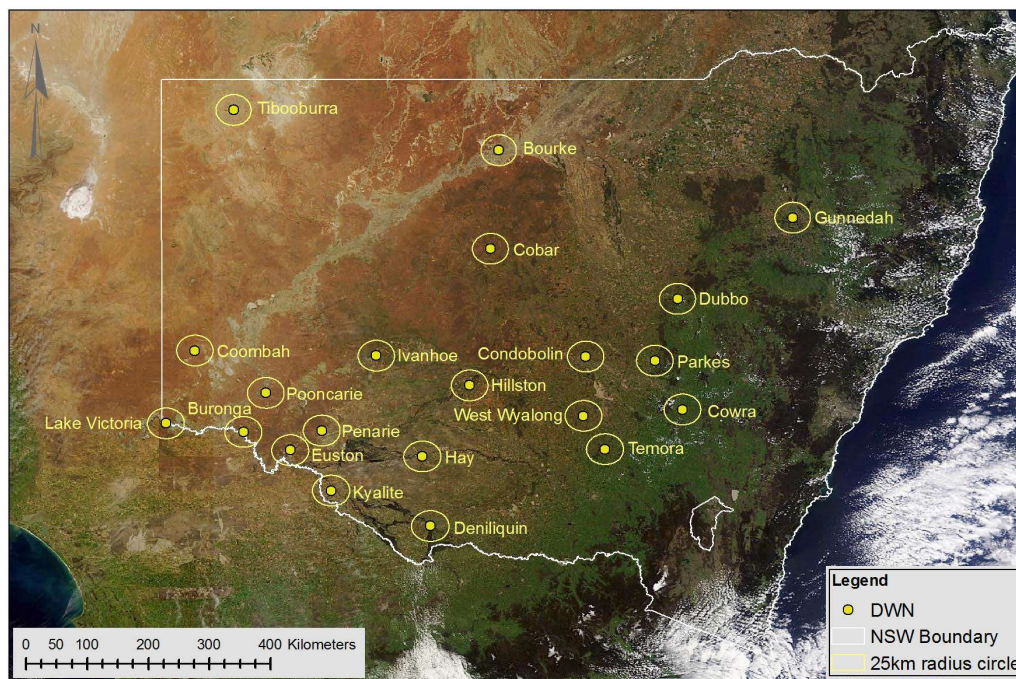 N
Tibooburra
Bourke
Gunnedah
Cobar
Dubbo
Coombah
Ivanhoe
Condobolin
Parkes
Pooncarie
Hillston
Buronga
West Wyalong
Cowra
Lake Victoria
Penarie
Euston
Hay
Temora
Kyalite
Deniliquin
Legend
DWN
NSW Boundary
25km radius circle
0 50 100 200 300 400 Kilometers